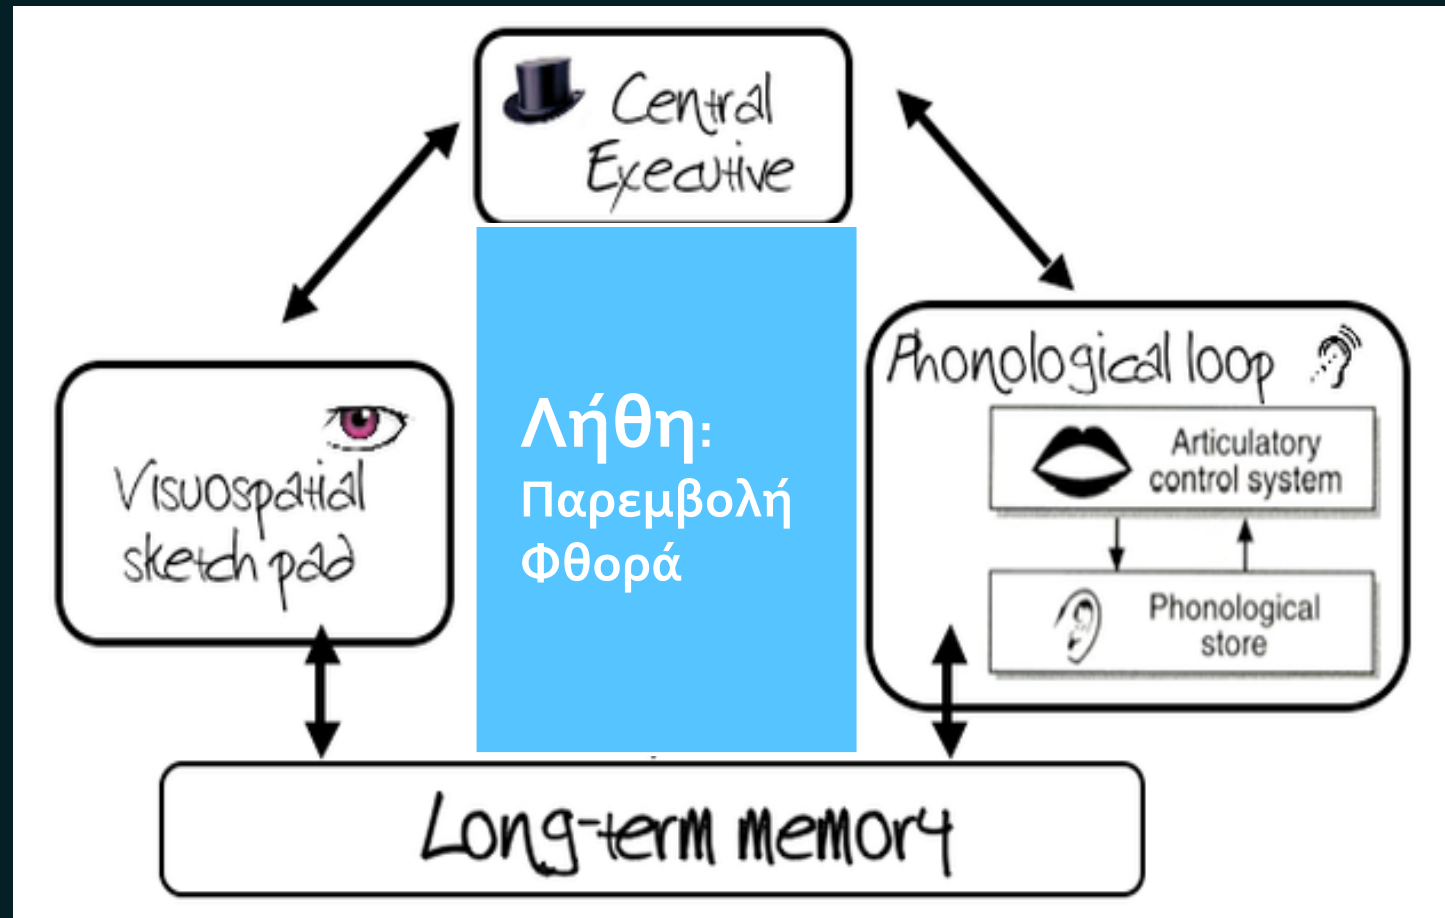 Central
Executive
Visuospatial
sketch pad
Λήθη:
Παρεμβολή
Φθορά
Phonological loop
Articulatory
control system
Phonological
store
Long-term memory